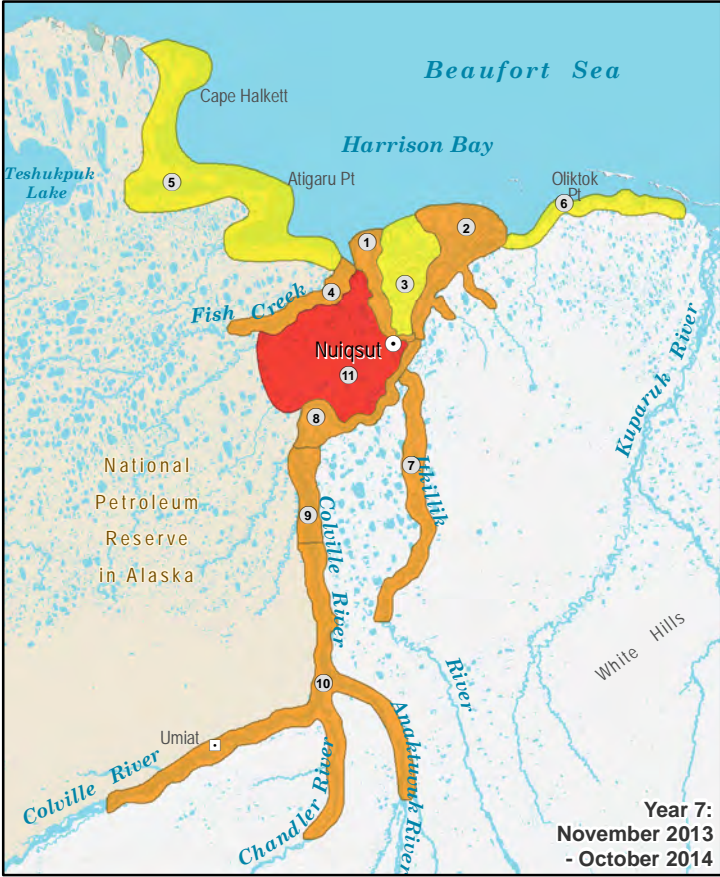 Beaufort Sea
Cape Halkett
Harrison Bay
Teshukpuk
Lake
5
Atigaru Pt
Oliktok
Pt
6
1
2
3
4
Fish Creek
Nuiqsut
11
Kuparuk River
8
7
Itkillik
National
Petroleum
Reserve
in Alaska
9
Colville River
White Hills
River
10
Umiat
Anaktuvuk River
Colville River
Chandler River
Year 7:
November 2013
- October 2014